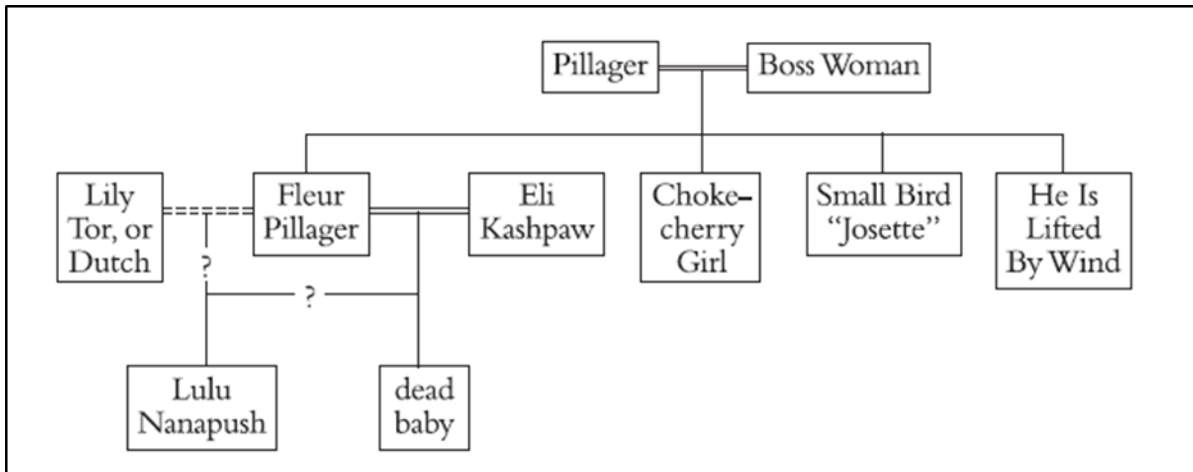 Pillager
Boss Woman
Lily
Tor, or
Dutch
Fleur
Pillager
Eli
Kashpaw
Choke–
cherry
Girl
Small Bird
“Josette”
He Is
Lifted
By Wind
?
?
Lulu
Nanapush
dead
baby